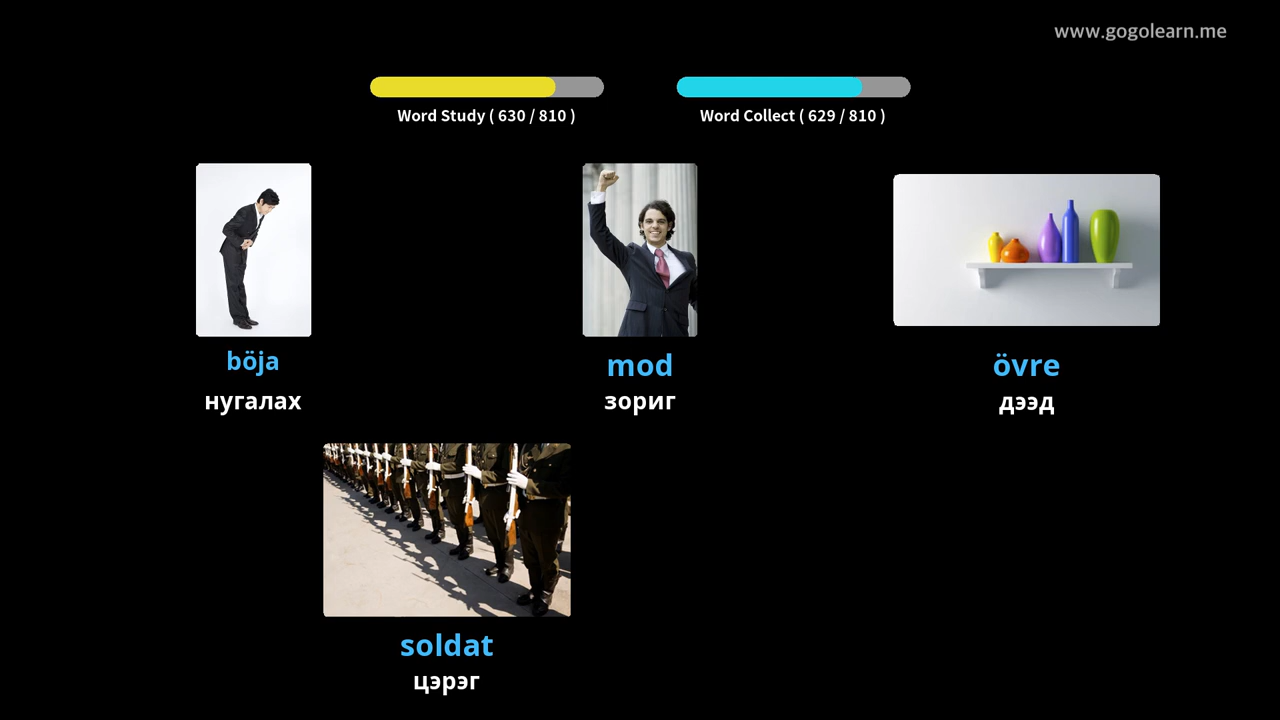 www.gogolearn.me
Word Study ( 630 / 810 )
Word Collect ( 629 / 810 )
böja
нугалах
mod
зориг
övre
дээд
soldat
цэрэг